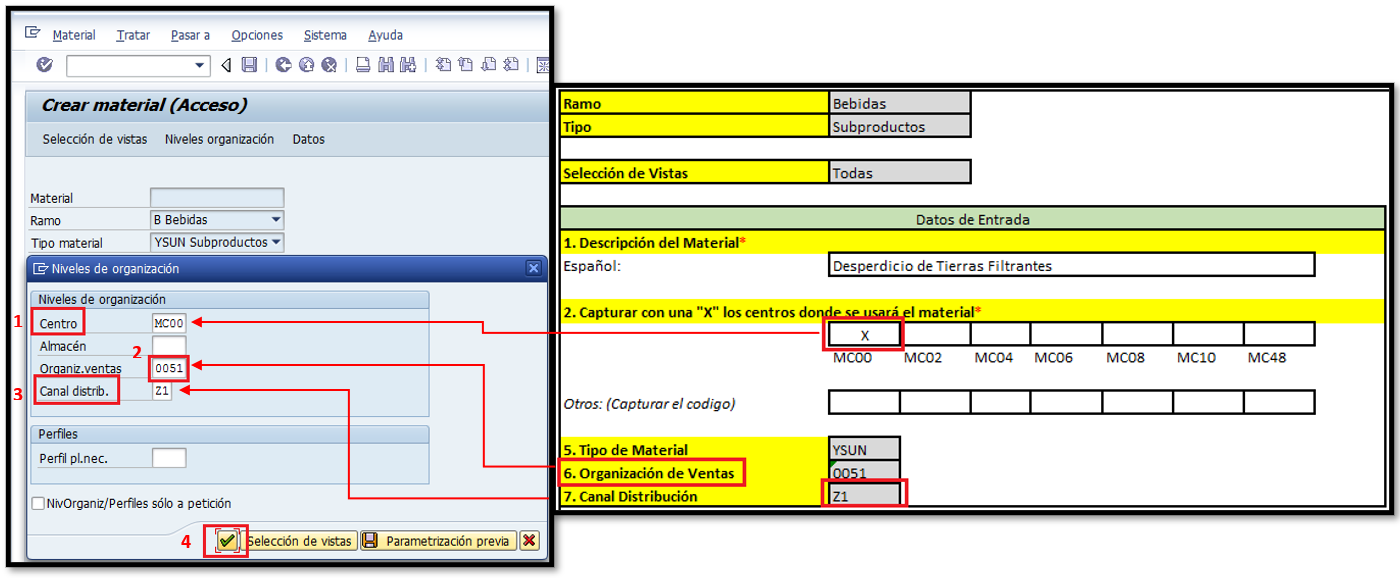 Material Tratar Pasar a Opciones Sistema Ayuda
Crear material (Acceso)
Selección de vistas Niveles organización Datos
Material
Ramo B Bebidas
Tipo material YSUN Subproductos
Niveles de organización
Niveles de organización
1 Centro MC00
Almacén
2
Organiz.ventas 0051
3 Canal distrib. Z1
Perfiles
Perfil pl.nec.
NivOrganiz/Perfiles sólo a petición
4 Selección de vistas Parametrización previa
Ramo Bebidas
Tipo Subproductos
Selección de Vistas Todas
Datos de Entrada
1. Descripción del Material*
Español: Desperdicio de Tierras Filtrantes
2. Capturar con una "X" los centros donde se usará el material*
X
MC00 MC02 MC04 MC06 MC08 MC10 MC48
Otros: (Capturar el codigo)
5. Tipo de Material YSUN
6. Organización de Ventas 0051
7. Canal Distribución Z1